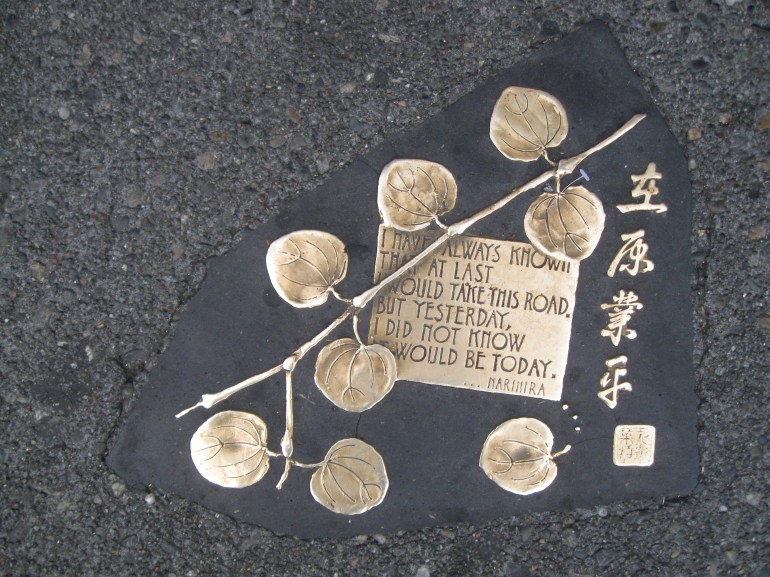 I HAVE ALWAYS KNOWN
THAT AT LAST
I WOULD TAKE THIS ROAD.
BUT YESTERDAY,
I DID NOT KNOW
IT WOULD BE TODAY.
... NARIHIRA
在原業平